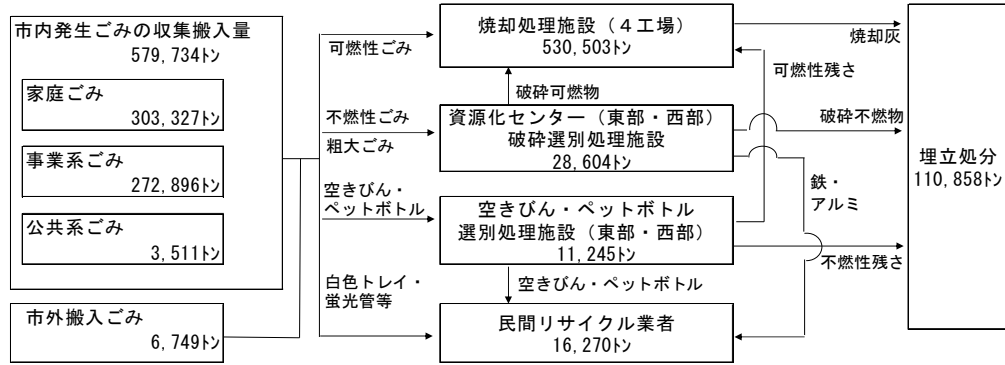 市内発生ごみの収集搬入量
579,734トン
家庭ごみ
303,327トン
事業系ごみ
272,896トン
公共系ごみ
3,511トン
市外搬入ごみ
6,749トン
可燃性ごみ
不燃性ごみ
粗大ごみ
空きびん・
ペットボトル
白色トレイ・
蛍光管等
焼却処理施設（４工場）
530,503トン
破砕可燃物
資源化センター（東部・西部）
破砕選別処理施設
28,604トン
空きびん・ペットボトル
選別処理施設（東部・西部）
11,245トン
空きびん・ペットボトル
民間リサイクル業者
16,270トン
焼却灰
可燃性残さ
破砕不燃物
鉄・
アルミ
不燃性残さ
埋立処分
110,858トン